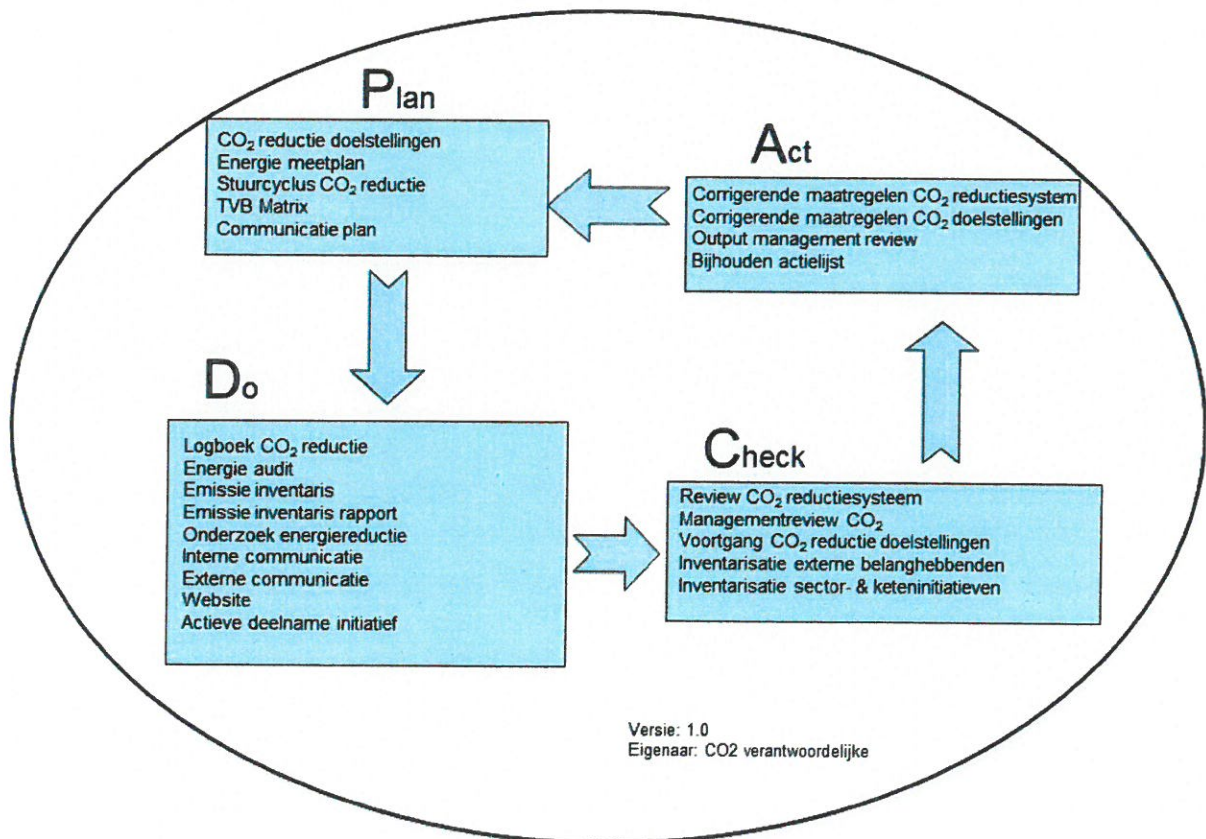 Plan
CO₂ reductie doelstellingen
Energie meetplan
Stuurcyclus CO₂ reductie
TVB Matrix
Communicatie plan
Act
Corrigerende maatregelen CO₂ reductiesystem
Corrigerende maatregelen CO₂ doelstellingen
Output management review
Bijhouden actielijst
Do
Logboek CO₂ reductie
Energie audit
Emissie inventaris
Emissie inventaris rapport
Onderzoek energiereductie
Interne communicatie
Externe communicatie
Website
Actieve deelname initiatief
Check
Review CO₂ reductiesysteem
Managementreview CO₂
Voortgang CO₂ reductie doelstellingen
Inventarisatie externe belanghebbenden
Inventarisatie sector- & keteninitiatieven
Versie: 1.0
Eigenaar: CO2 verantwoordelijke